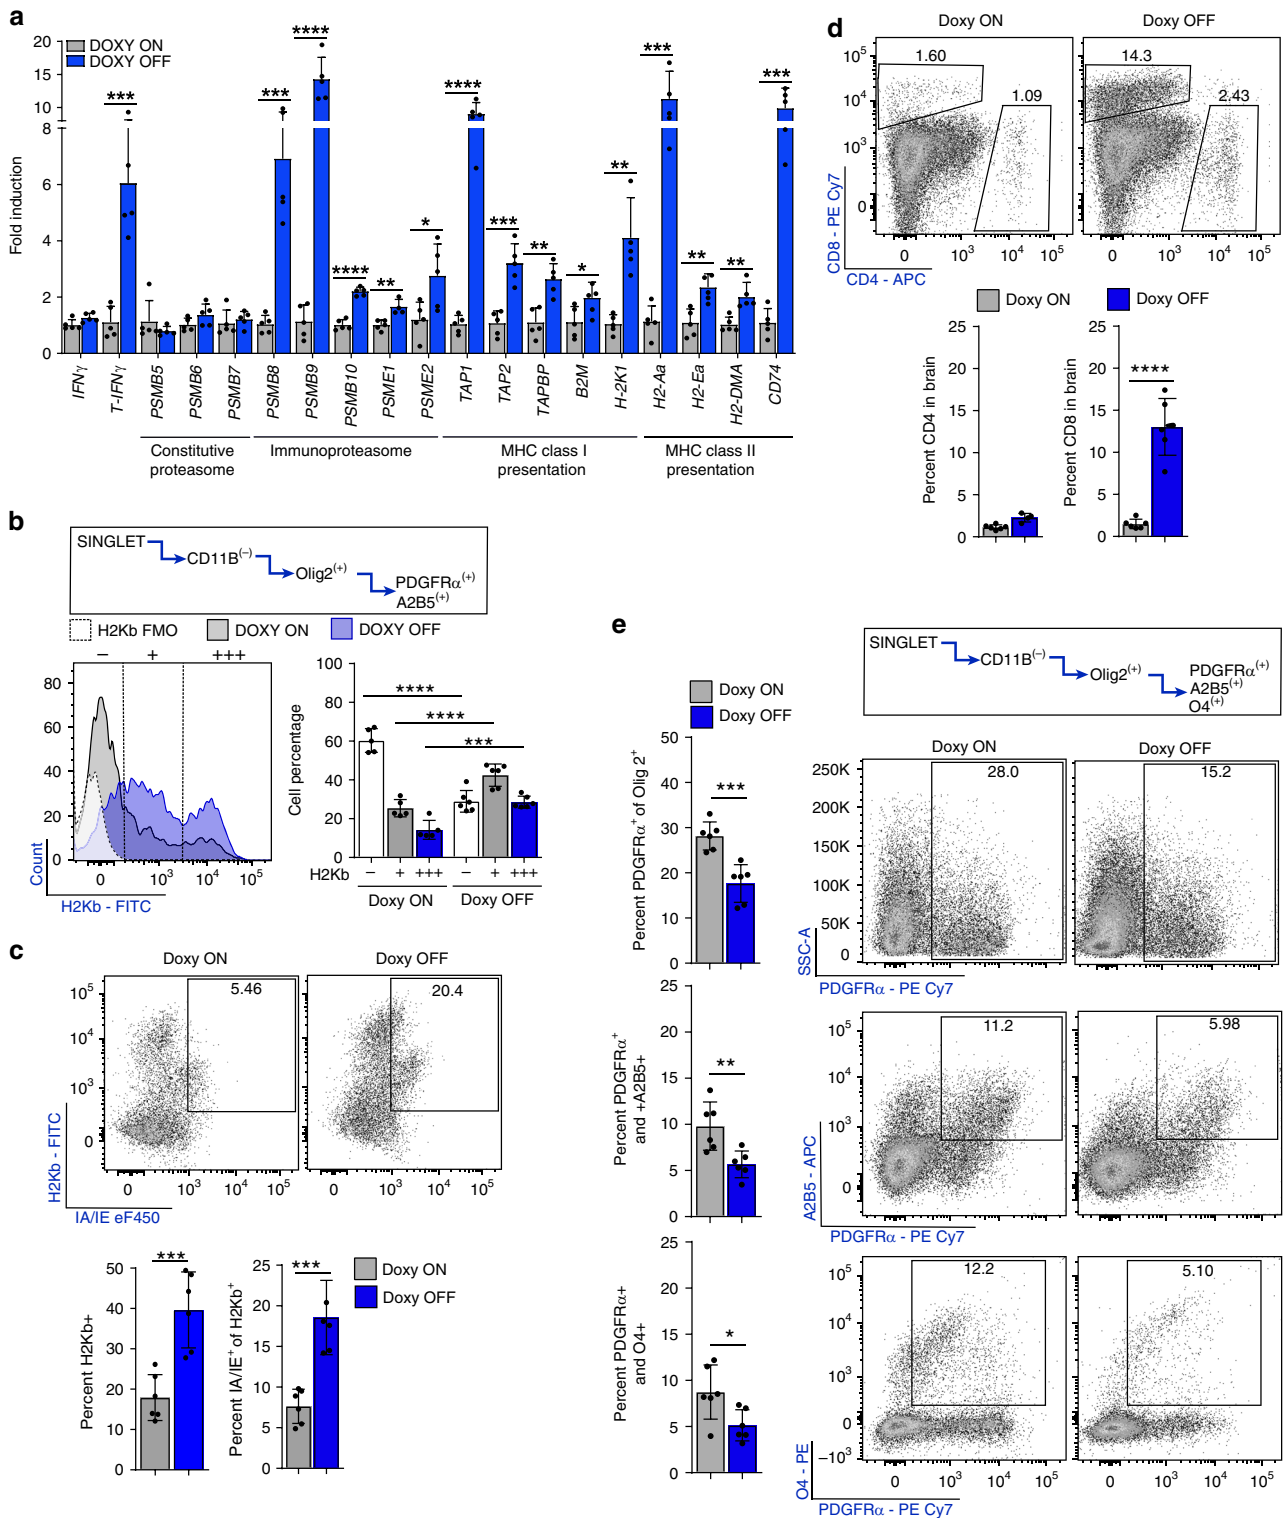 a
DOXY ON
DOXY OFF
Fold induction
20
15
10
8
6
4
2
0
***
***
****
****
**
*
****
***
**
*
**
***
**
**
***
IFNγ
T-IFNγ
PSMB5
PSMB6
PSMB7
PSMB8
PSMB9
PSMB10
PSME1
PSME2
TAP1
TAP2
TAPBP
B2M
H-2K1
H2-Aa
H2-Ea
H2-DMA
CD74
Constitutive proteasome
Immunoproteasome
MHC class I presentation
MHC class II presentation
b
SINGLET
CD11B(−)
Olig2(+)
PDGFRα(+)
A2B5(+)
H2Kb FMO
DOXY ON
DOXY OFF
− + +++
80
60
40
20
0
Count
0 10³ 10⁴ 10⁵
H2Kb - FITC
Cell percentage
100
80
60
40
20
0
****
****
***
H2Kb − + +++ − + +++
Doxy ON Doxy OFF
c
Doxy ON Doxy OFF
5.46
20.4
10⁵
10⁴
10³
0
H2Kb - FITC
0 10³ 10⁴ 10⁵
0 10³ 10⁴ 10⁵
IA/IE eF450
Percent H2Kb+
50
40
30
20
10
0
***
Percent IA/IE⁺ of H2Kb⁺
25
20
15
10
5
0
***
Doxy ON
Doxy OFF
d
Doxy ON Doxy OFF
1.60
1.09
14.3
2.43
10⁵
10⁴
10³
0
CD8 - PE Cy7
0 10³ 10⁴ 10⁵
0 10³ 10⁴ 10⁵
CD4 - APC
Doxy ON
Doxy OFF
Percent CD4 in brain
25
20
15
10
5
0
Percent CD8 in brain
25
20
15
10
5
0
****
e
SINGLET
CD11B(−)
Olig2(+)
PDGFRα(+)
A2B5(+)
O4(+)
Doxy ON
Doxy OFF
Percent PDGFRα⁺ of Olig 2⁺
50
40
30
20
10
0
***
Doxy ON Doxy OFF
28.0
15.2
250K
200K
150K
100K
50K
0
SSC-A
PDGFRα - PE Cy7
Percent PDGFRα⁺
and +A2B5+
25
20
15
10
5
0
**
11.2
5.98
10⁵
10⁴
10³
0
A2B5 - APC
PDGFRα - PE Cy7
Percent PDGFRα+
and O4+
25
20
15
10
5
0
*
12.2
5.10
10⁵
10⁴
10³
0
−10³
O4 - PE
0 10³ 10⁴ 10⁵
0 10³ 10⁴ 10⁵
PDGFRα - PE Cy7